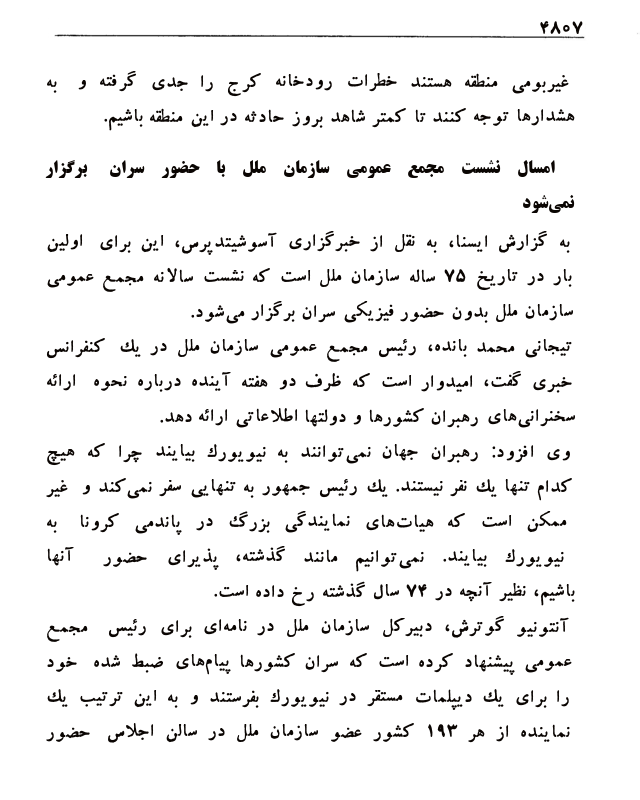 ۴۸۰۷
غیربومی منطقه هستند خطرات رودخانه کرج را جدی گرفته و به
هشدارها توجه کنند تا کمتر شاهد بروز حادثه در این منطقه باشیم.
امسال نشست مجمع عمومی سازمان ملل با حضور سران برگزار
نمی‌شود
به گزارش ایسنا، به نقل از خبرگزاری آسوشیتدپرس، این برای اولین
بار در تاریخ ۷۵ ساله سازمان ملل است که نشست سالانه مجمع عمومی
سازمان ملل بدون حضور فیزیکی سران برگزار می‌شود.
تیجانی محمد بانده، رئیس مجمع عمومی سازمان ملل در یك کنفرانس
خبری گفت، امیدوار است که ظرف دو هفته آینده درباره نحوه ارائه
سخنرانی‌های رهبران کشورها و دولتها اطلاعاتی ارائه دهد.
وی افزود: رهبران جهان نمی‌توانند به نیویورك بیایند چرا که هیچ
کدام تنها یك نفر نیستند. یك رئیس جمهور به تنهایی سفر نمی‌کند و غیر
ممکن است که هیات‌های نمایندگی بزرگ در پاندمی کرونا به
نیویورك بیایند. نمی‌توانیم مانند گذشته، پذیرای حضور آنها
باشیم، نظیر آنچه در ۷۴ سال گذشته رخ داده است.
آنتونیو گوترش، دبیرکل سازمان ملل در نامه‌ای برای رئیس مجمع
عمومی پیشنهاد کرده است که سران کشورها پیام‌های ضبط شده خود
را برای یك دیپلمات مستقر در نیویورك بفرستند و به این ترتیب یك
نماینده از هر ۱۹۳ کشور عضو سازمان ملل در سالن اجلاس حضور